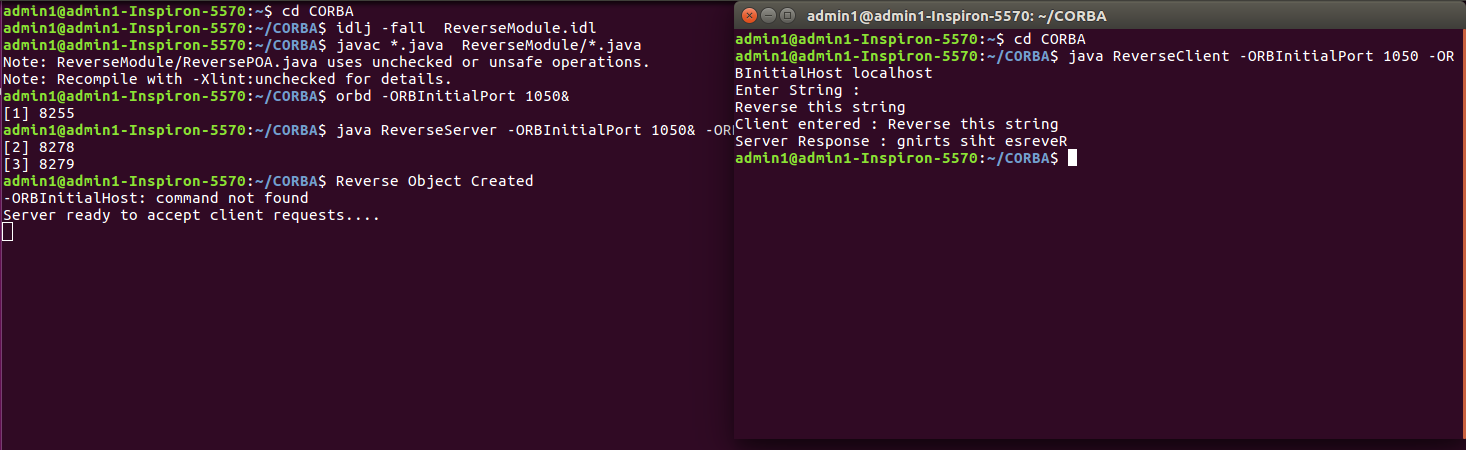 admin1@admin1-Inspiron-5570:~$ cd CORBA
admin1@admin1-Inspiron-5570:~/CORBA$ idlj -fall  ReverseModule.idl
admin1@admin1-Inspiron-5570:~/CORBA$ javac *.java  ReverseModule/*.java
Note: ReverseModule/ReversePOA.java uses unchecked or unsafe operations.
Note: Recompile with -Xlint:unchecked for details.
admin1@admin1-Inspiron-5570:~/CORBA$ orbd -ORBInitialPort 1050&
[1] 8255
admin1@admin1-Inspiron-5570:~/CORBA$ java ReverseServer -ORBInitialPort 1050& -ORB
[2] 8278
[3] 8279
admin1@admin1-Inspiron-5570:~/CORBA$ Reverse Object Created
-ORBInitialHost: command not found
Server ready to accept client requests....
admin1@admin1-Inspiron-5570: ~/CORBA
admin1@admin1-Inspiron-5570:~$ cd CORBA
admin1@admin1-Inspiron-5570:~/CORBA$ java ReverseClient -ORBInitialPort 1050 -OR
BInitialHost localhost
Enter String :
Reverse this string
Client entered : Reverse this string
Server Response : gnirts siht esreveR
admin1@admin1-Inspiron-5570:~/CORBA$